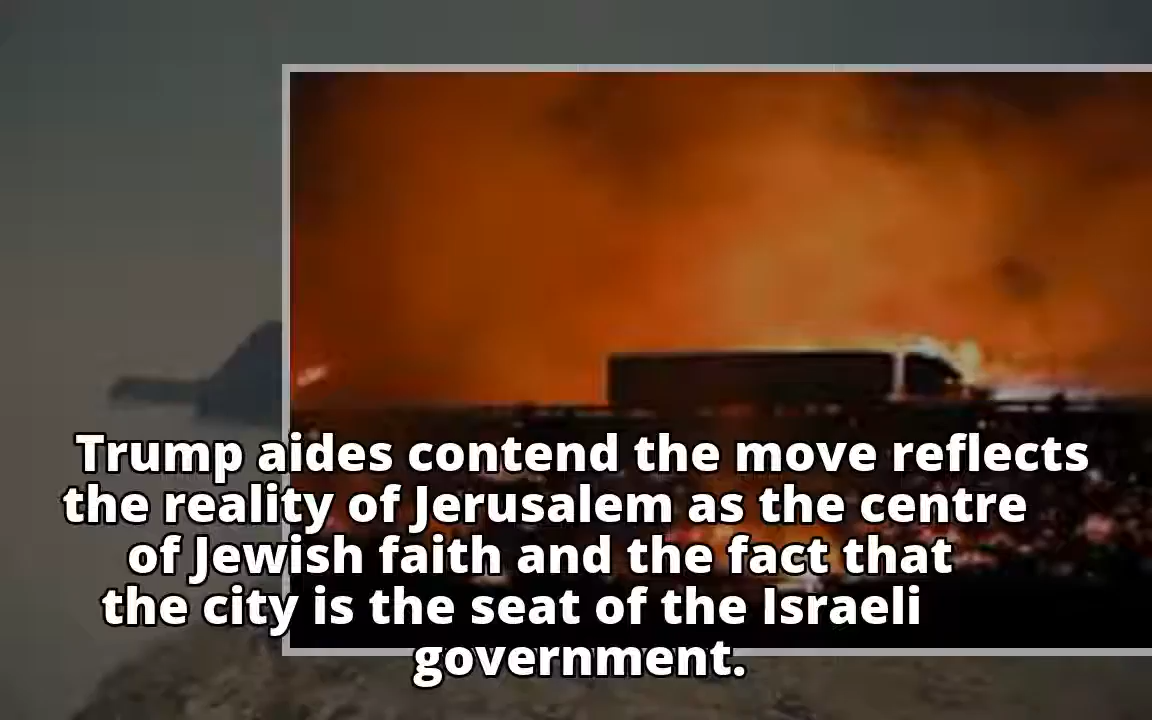 Trump aides contend the move reflects
the reality of Jerusalem as the centre
of Jewish faith and the fact that
the city is the seat of the Israeli
government.